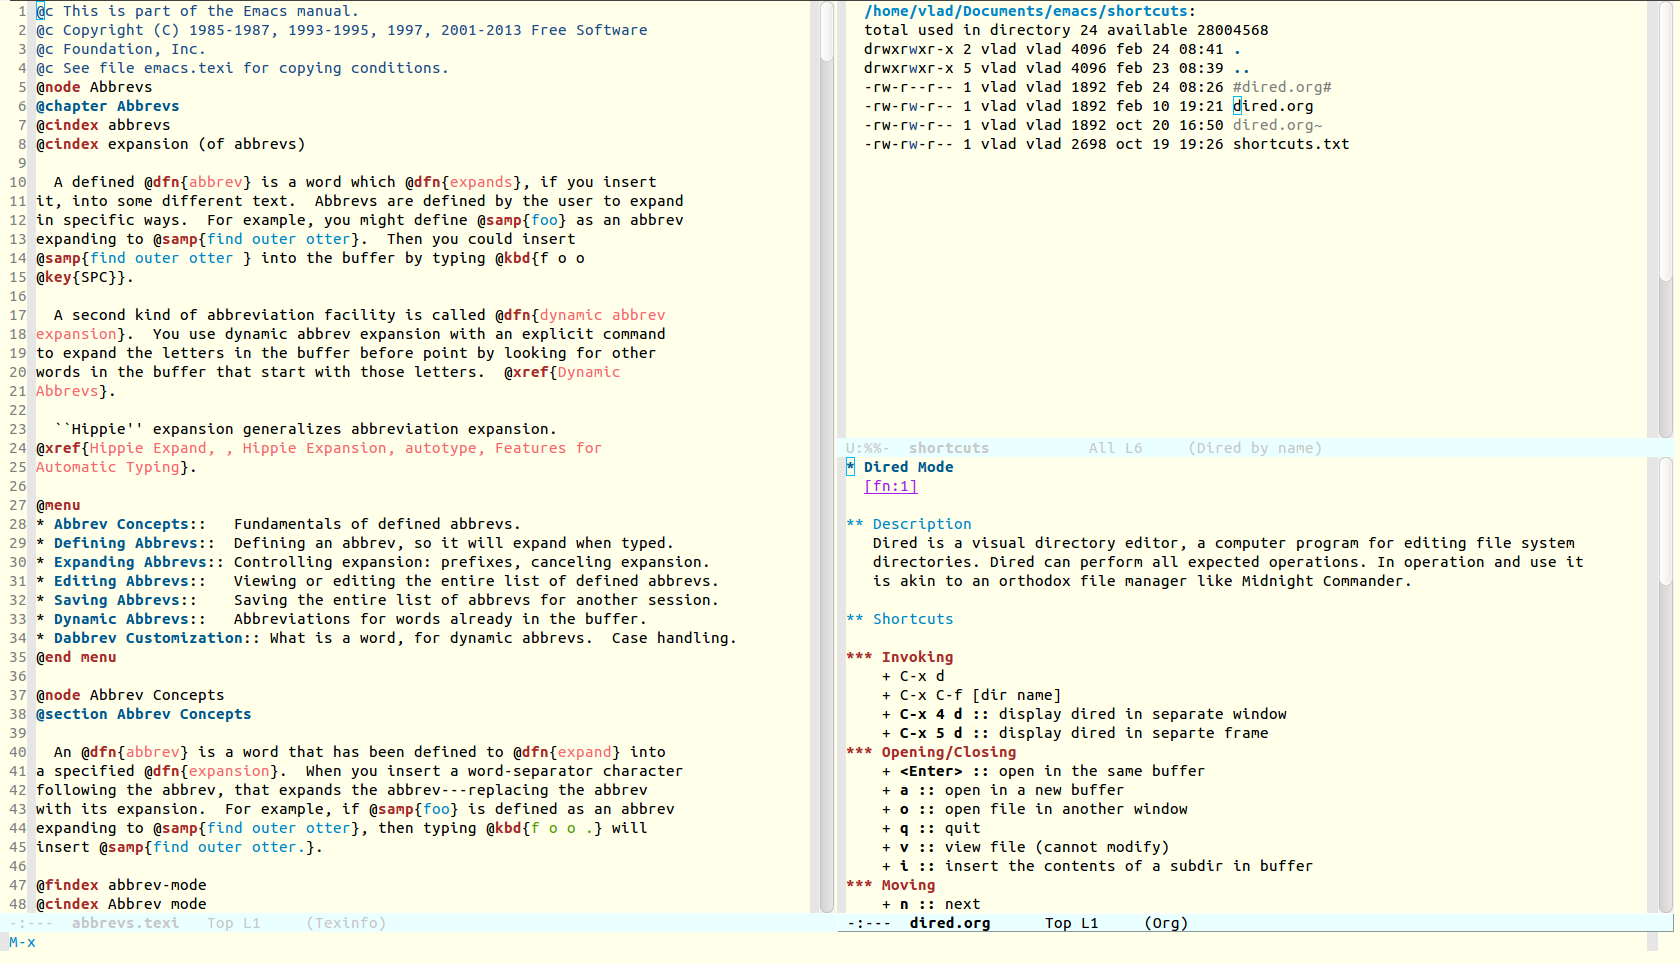 1 @c This is part of the Emacs manual.
2 @c Copyright (C) 1985-1987, 1993-1995, 1997, 2001-2013 Free Software
3 @c Foundation, Inc.
4 @c See file emacs.texi for copying conditions.
5 @node Abbrevs
6 @chapter Abbrevs
7 @cindex abbrevs
8 @cindex expansion (of abbrevs)
9
10   A defined @dfn{abbrev} is a word which @dfn{expands}, if you insert
11 it, into some different text.  Abbrevs are defined by the user to expand
12 in specific ways.  For example, you might define @samp{foo} as an abbrev
13 expanding to @samp{find outer otter}.  Then you could insert
14 @samp{find outer otter } into the buffer by typing @kbd{f o o
15 @key{SPC}}.
16
17   A second kind of abbreviation facility is called @dfn{dynamic abbrev
18 expansion}.  You use dynamic abbrev expansion with an explicit command
19 to expand the letters in the buffer before point by looking for other
20 words in the buffer that start with those letters.  @xref{Dynamic
21 Abbrevs}.
22
23   ``Hippie'' expansion generalizes abbreviation expansion.
24 @xref{Hippie Expand, , Hippie Expansion, autotype, Features for
25 Automatic Typing}.
26
27 @menu
28 * Abbrev Concepts::   Fundamentals of defined abbrevs.
29 * Defining Abbrevs::  Defining an abbrev, so it will expand when typed.
30 * Expanding Abbrevs:: Controlling expansion: prefixes, canceling expansion.
31 * Editing Abbrevs::   Viewing or editing the entire list of defined abbrevs.
32 * Saving Abbrevs::    Saving the entire list of abbrevs for another session.
33 * Dynamic Abbrevs::   Abbreviations for words already in the buffer.
34 * Dabbrev Customization:: What is a word, for dynamic abbrevs.  Case handling.
35 @end menu
36
37 @node Abbrev Concepts
38 @section Abbrev Concepts
39
40   An @dfn{abbrev} is a word that has been defined to @dfn{expand} into
41 a specified @dfn{expansion}.  When you insert a word-separator character
42 following the abbrev, that expands the abbrev---replacing the abbrev
43 with its expansion.  For example, if @samp{foo} is defined as an abbrev
44 expanding to @samp{find outer otter}, then typing @kbd{f o o .} will
45 insert @samp{find outer otter.}.
46
47 @findex abbrev-mode
48 @cindex Abbrev mode
-:---  abbrevs.texi   Top L1     (Texinfo)
/home/vlad/Documents/emacs/shortcuts:
total used in directory 24 available 28004568
drwxrwxr-x 2 vlad vlad 4096 feb 24 08:41 .
drwxrwxr-x 5 vlad vlad 4096 feb 23 08:39 ..
-rw-r--r-- 1 vlad vlad 1892 feb 24 08:26 #dired.org#
-rw-rw-r-- 1 vlad vlad 1892 feb 10 19:21 dired.org
-rw-rw-r-- 1 vlad vlad 1892 oct 20 16:50 dired.org~
-rw-rw-r-- 1 vlad vlad 2698 oct 19 19:26 shortcuts.txt
U:%%-  shortcuts           All L6     (Dired by name)
* Dired Mode
[fn:1]
** Description
Dired is a visual directory editor, a computer program for editing file system
directories. Dired can perform all expected operations. In operation and use it
is akin to an orthodox file manager like Midnight Commander.
** Shortcuts
*** Invoking
+ C-x d
+ C-x C-f [dir name]
+ C-x 4 d :: display dired in separate window
+ C-x 5 d :: display dired in separte frame
*** Opening/Closing
+ <Enter> :: open in the same buffer
+ a :: open in a new buffer
+ o :: open file in another window
+ q :: quit
+ v :: view file (cannot modify)
+ i :: insert the contents of a subdir in buffer
*** Moving
+ n :: next
-:---  dired.org      Top L1     (Org)
M-x